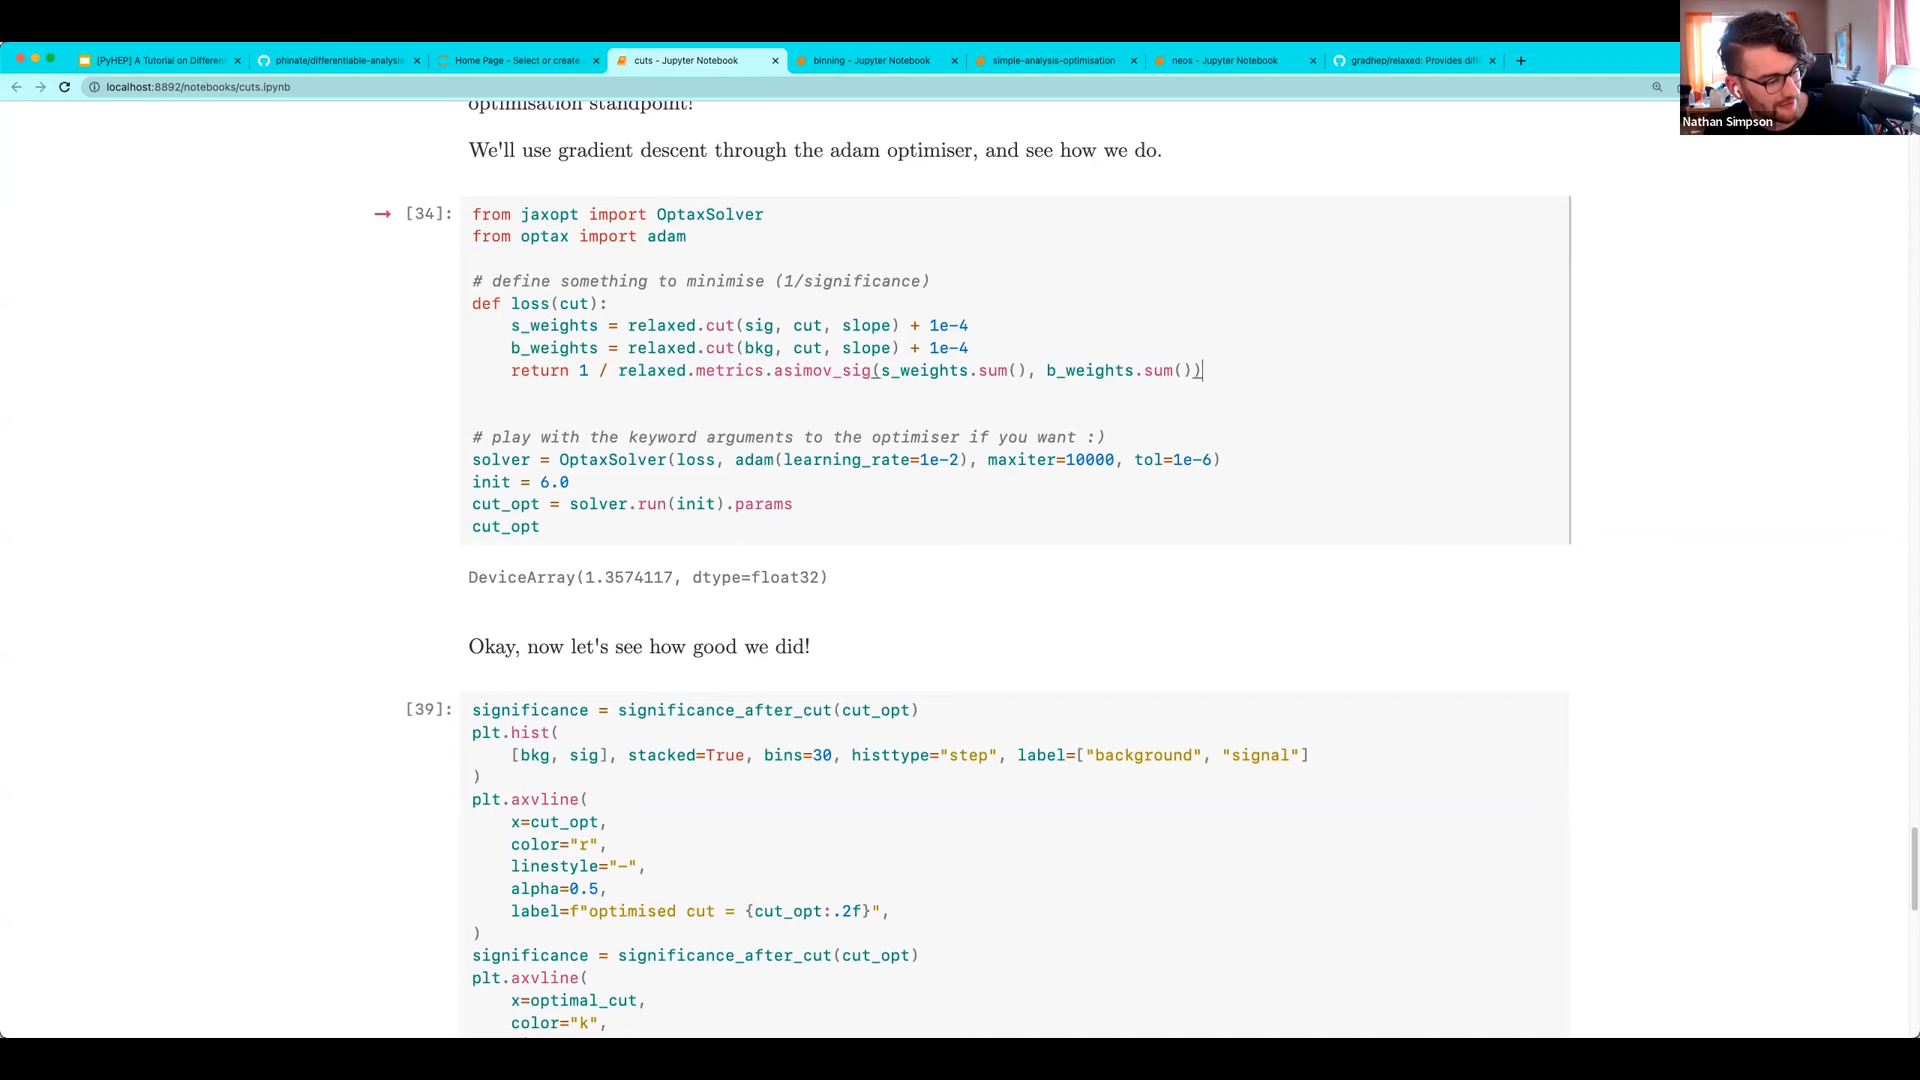 [PyHEP] A Tutorial on Differen
phinate/differentiable-analysis
Home Page - Select or create
cuts - Jupyter Notebook
binning - Jupyter Notebook
simple-analysis-optimisation -
neos - Jupyter Notebook
gradhep/relaxed: Provides diff
localhost:8892/notebooks/cuts.ipynb
Nathan Simpson
optimisation standpoint!
We'll use gradient descent through the adam optimiser, and see how we do.
[34]:
from jaxopt import OptaxSolver
from optax import adam
# define something to minimise (1/significance)
def loss(cut):
s_weights = relaxed.cut(sig, cut, slope) + 1e-4
b_weights = relaxed.cut(bkg, cut, slope) + 1e-4
return 1 / relaxed.metrics.asimov_sig(s_weights.sum(), b_weights.sum())
# play with the keyword arguments to the optimiser if you want :)
solver = OptaxSolver(loss, adam(learning_rate=1e-2), maxiter=10000, tol=1e-6)
init = 6.0
cut_opt = solver.run(init).params
cut_opt
DeviceArray(1.3574117, dtype=float32)
Okay, now let's see how good we did!
[39]:
significance = significance_after_cut(cut_opt)
plt.hist(
[bkg, sig], stacked=True, bins=30, histtype="step", label=["background", "signal"]
)
plt.axvline(
x=cut_opt,
color="r",
linestyle="-",
alpha=0.5,
label=f"optimised cut = {cut_opt:.2f}",
)
significance = significance_after_cut(cut_opt)
plt.axvline(
x=optimal_cut,
color="k",